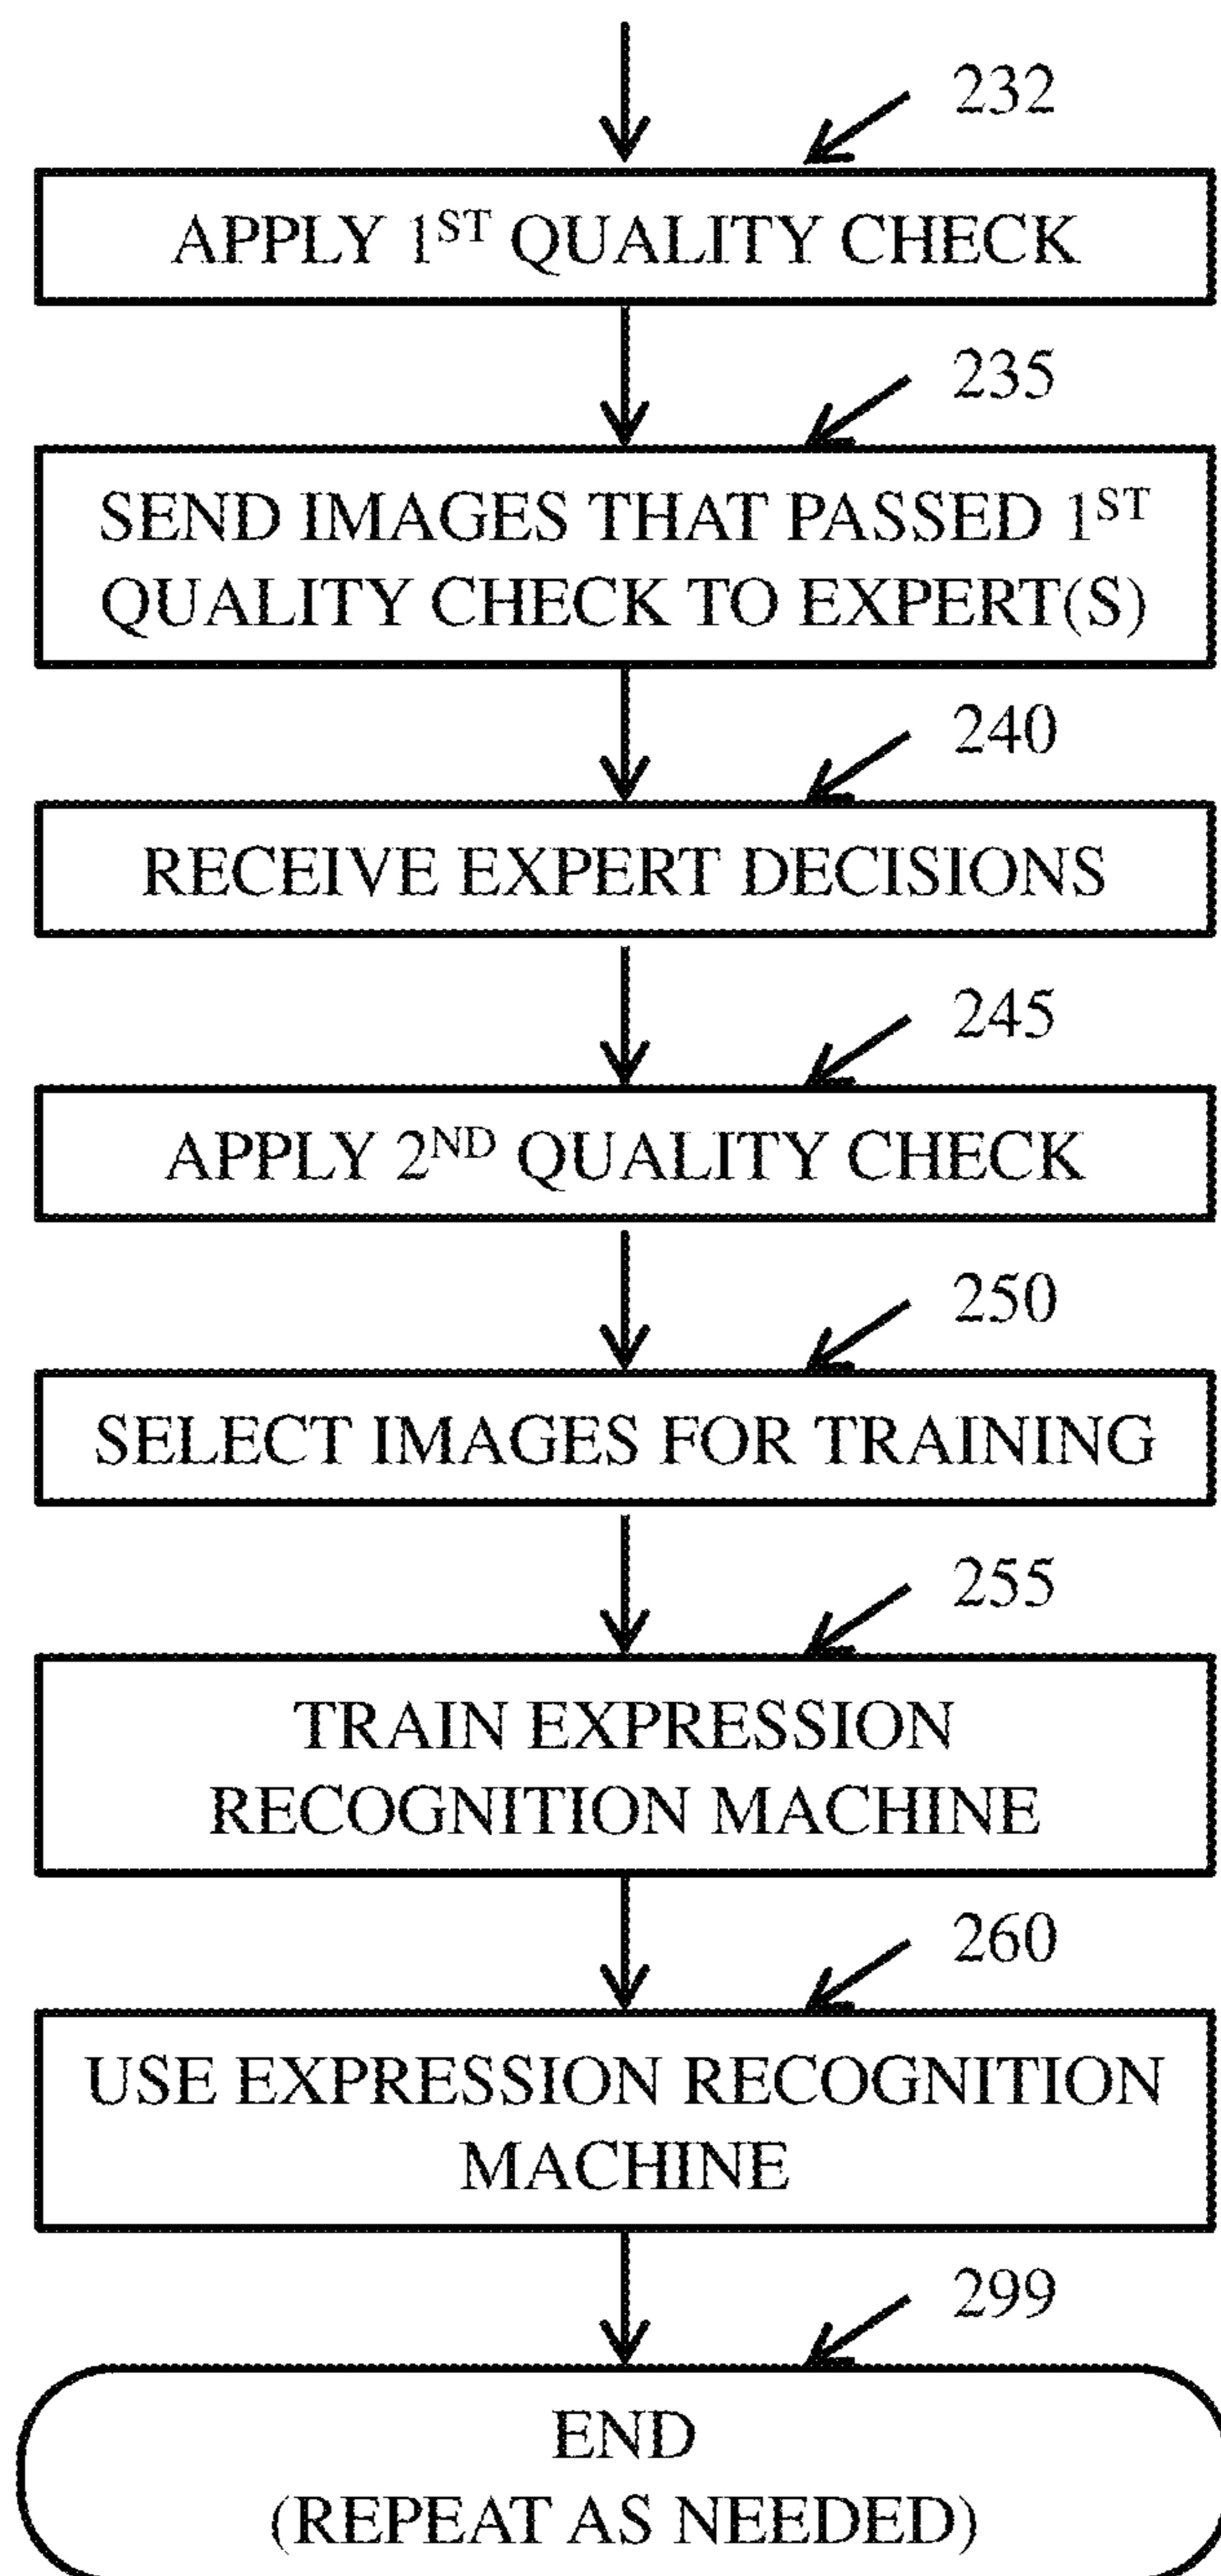 232
APPLY 1ST QUALITY CHECK
235
SEND IMAGES THAT PASSED 1ST
QUALITY CHECK TO EXPERT(S)
240
RECEIVE EXPERT DECISIONS
245
APPLY 2ND QUALITY CHECK
250
SELECT IMAGES FOR TRAINING
255
TRAIN EXPRESSION
RECOGNITION MACHINE
260
USE EXPRESSION RECOGNITION
MACHINE
299
END
(REPEAT AS NEEDED)